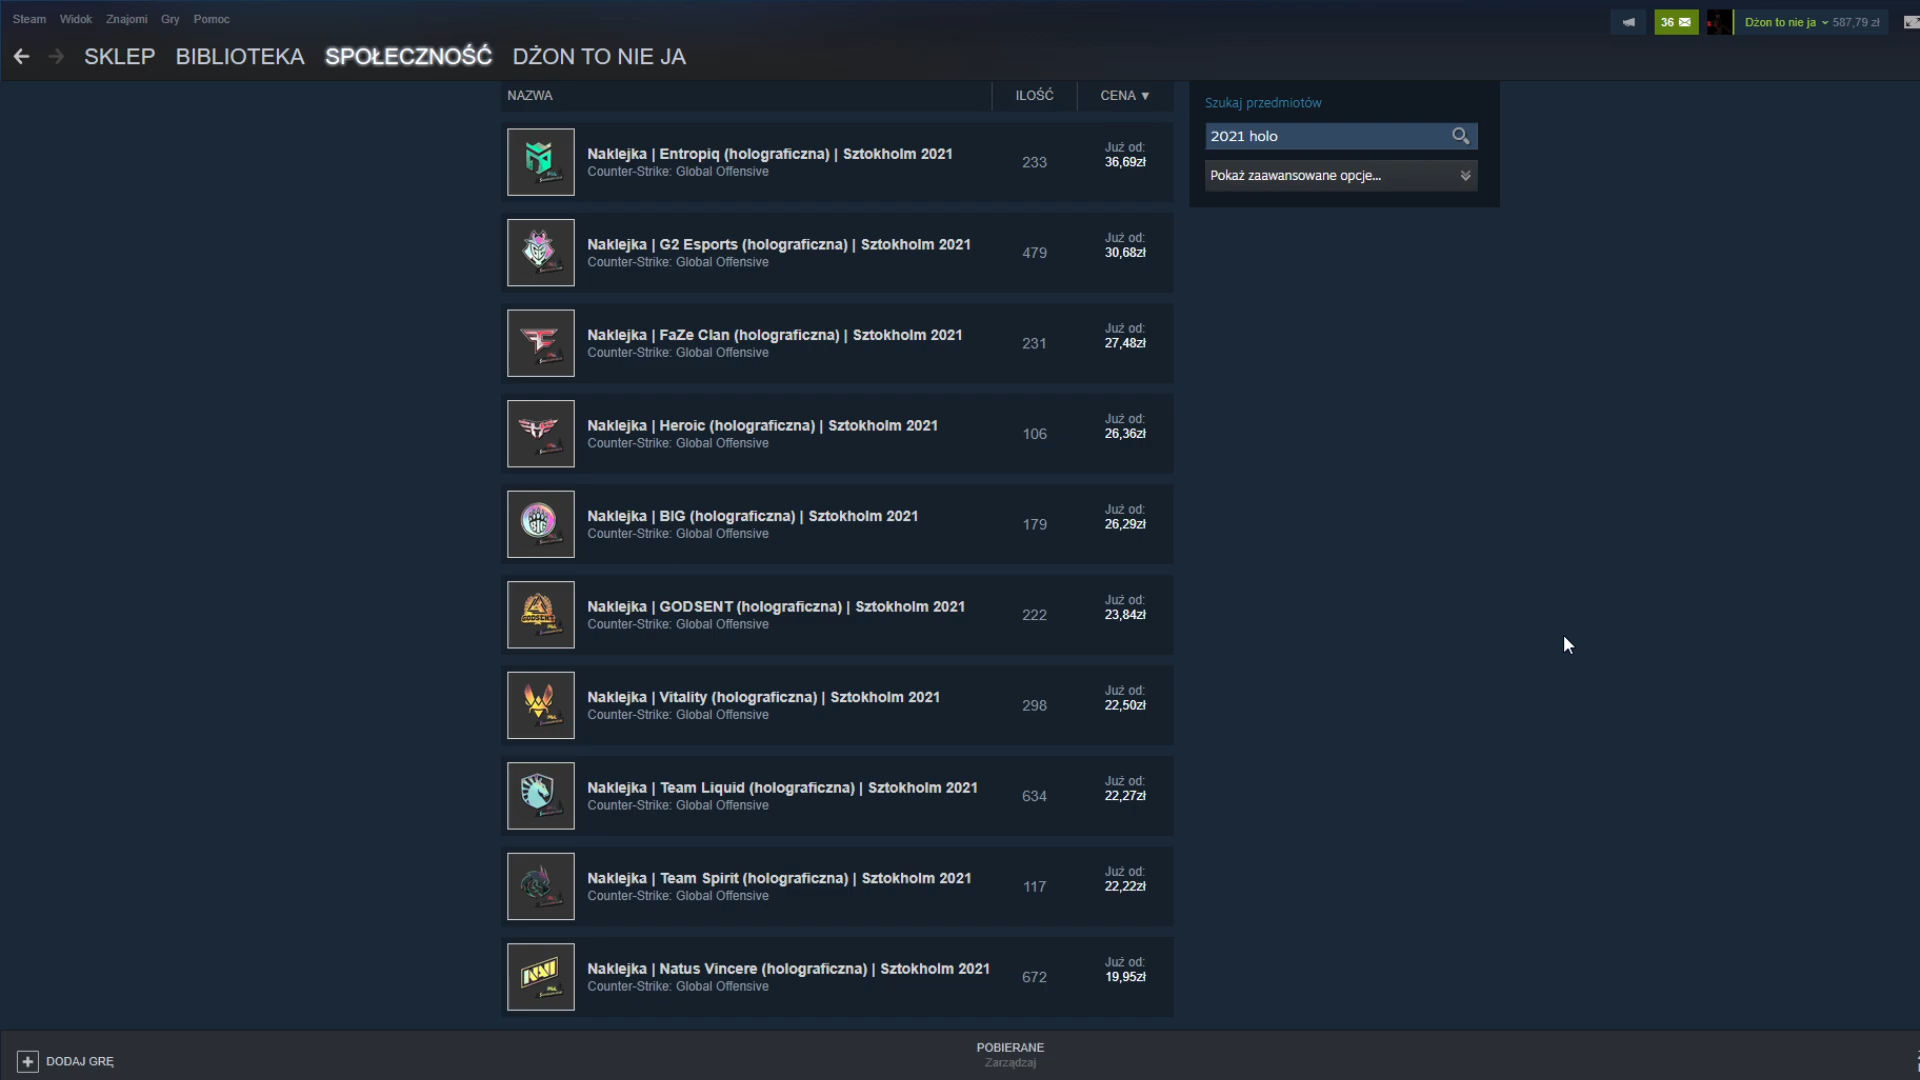 Steam Widok Znajomi Gry Pomoc
36 Dżon to nie ja 587,79 zł
SKLEP BIBLIOTEKA SPOŁECZNOŚĆ DŻON TO NIE JA
NAZWA ILOŚĆ CENA ▼
Naklejka | Entropiq (holograficzna) | Sztokholm 2021
Counter-Strike: Global Offensive
233
Już od:
36,69zł
Naklejka | G2 Esports (holograficzna) | Sztokholm 2021
Counter-Strike: Global Offensive
479
Już od:
30,68zł
Naklejka | FaZe Clan (holograficzna) | Sztokholm 2021
Counter-Strike: Global Offensive
231
Już od:
27,48zł
Naklejka | Heroic (holograficzna) | Sztokholm 2021
Counter-Strike: Global Offensive
106
Już od:
26,36zł
Naklejka | BIG (holograficzna) | Sztokholm 2021
Counter-Strike: Global Offensive
179
Już od:
26,29zł
Naklejka | GODSENT (holograficzna) | Sztokholm 2021
Counter-Strike: Global Offensive
222
Już od:
23,84zł
Naklejka | Vitality (holograficzna) | Sztokholm 2021
Counter-Strike: Global Offensive
298
Już od:
22,50zł
Naklejka | Team Liquid (holograficzna) | Sztokholm 2021
Counter-Strike: Global Offensive
634
Już od:
22,27zł
Naklejka | Team Spirit (holograficzna) | Sztokholm 2021
Counter-Strike: Global Offensive
117
Już od:
22,22zł
Naklejka | Natus Vincere (holograficzna) | Sztokholm 2021
Counter-Strike: Global Offensive
672
Już od:
19,95zł
Szukaj przedmiotów
2021 holo
Pokaż zaawansowane opcje...
DODAJ GRĘ
POBIERANE
Zarządzaj